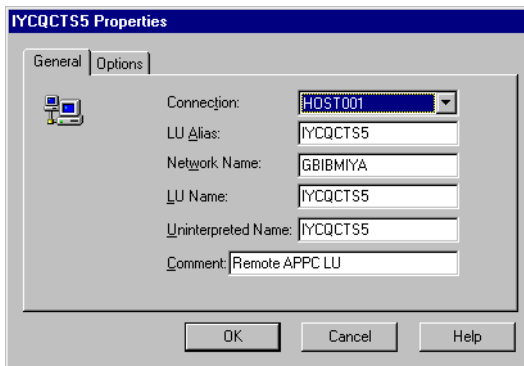 IYCQCTS5 Properties
General Options
Connection: HOST001
LU Alias: IYCQCTS5
Network Name: GBIBMIYA
LU Name: IYCQCTS5
Uninterpreted Name: IYCQCTS5
Comment: Remote APPC LU
OK Cancel Help